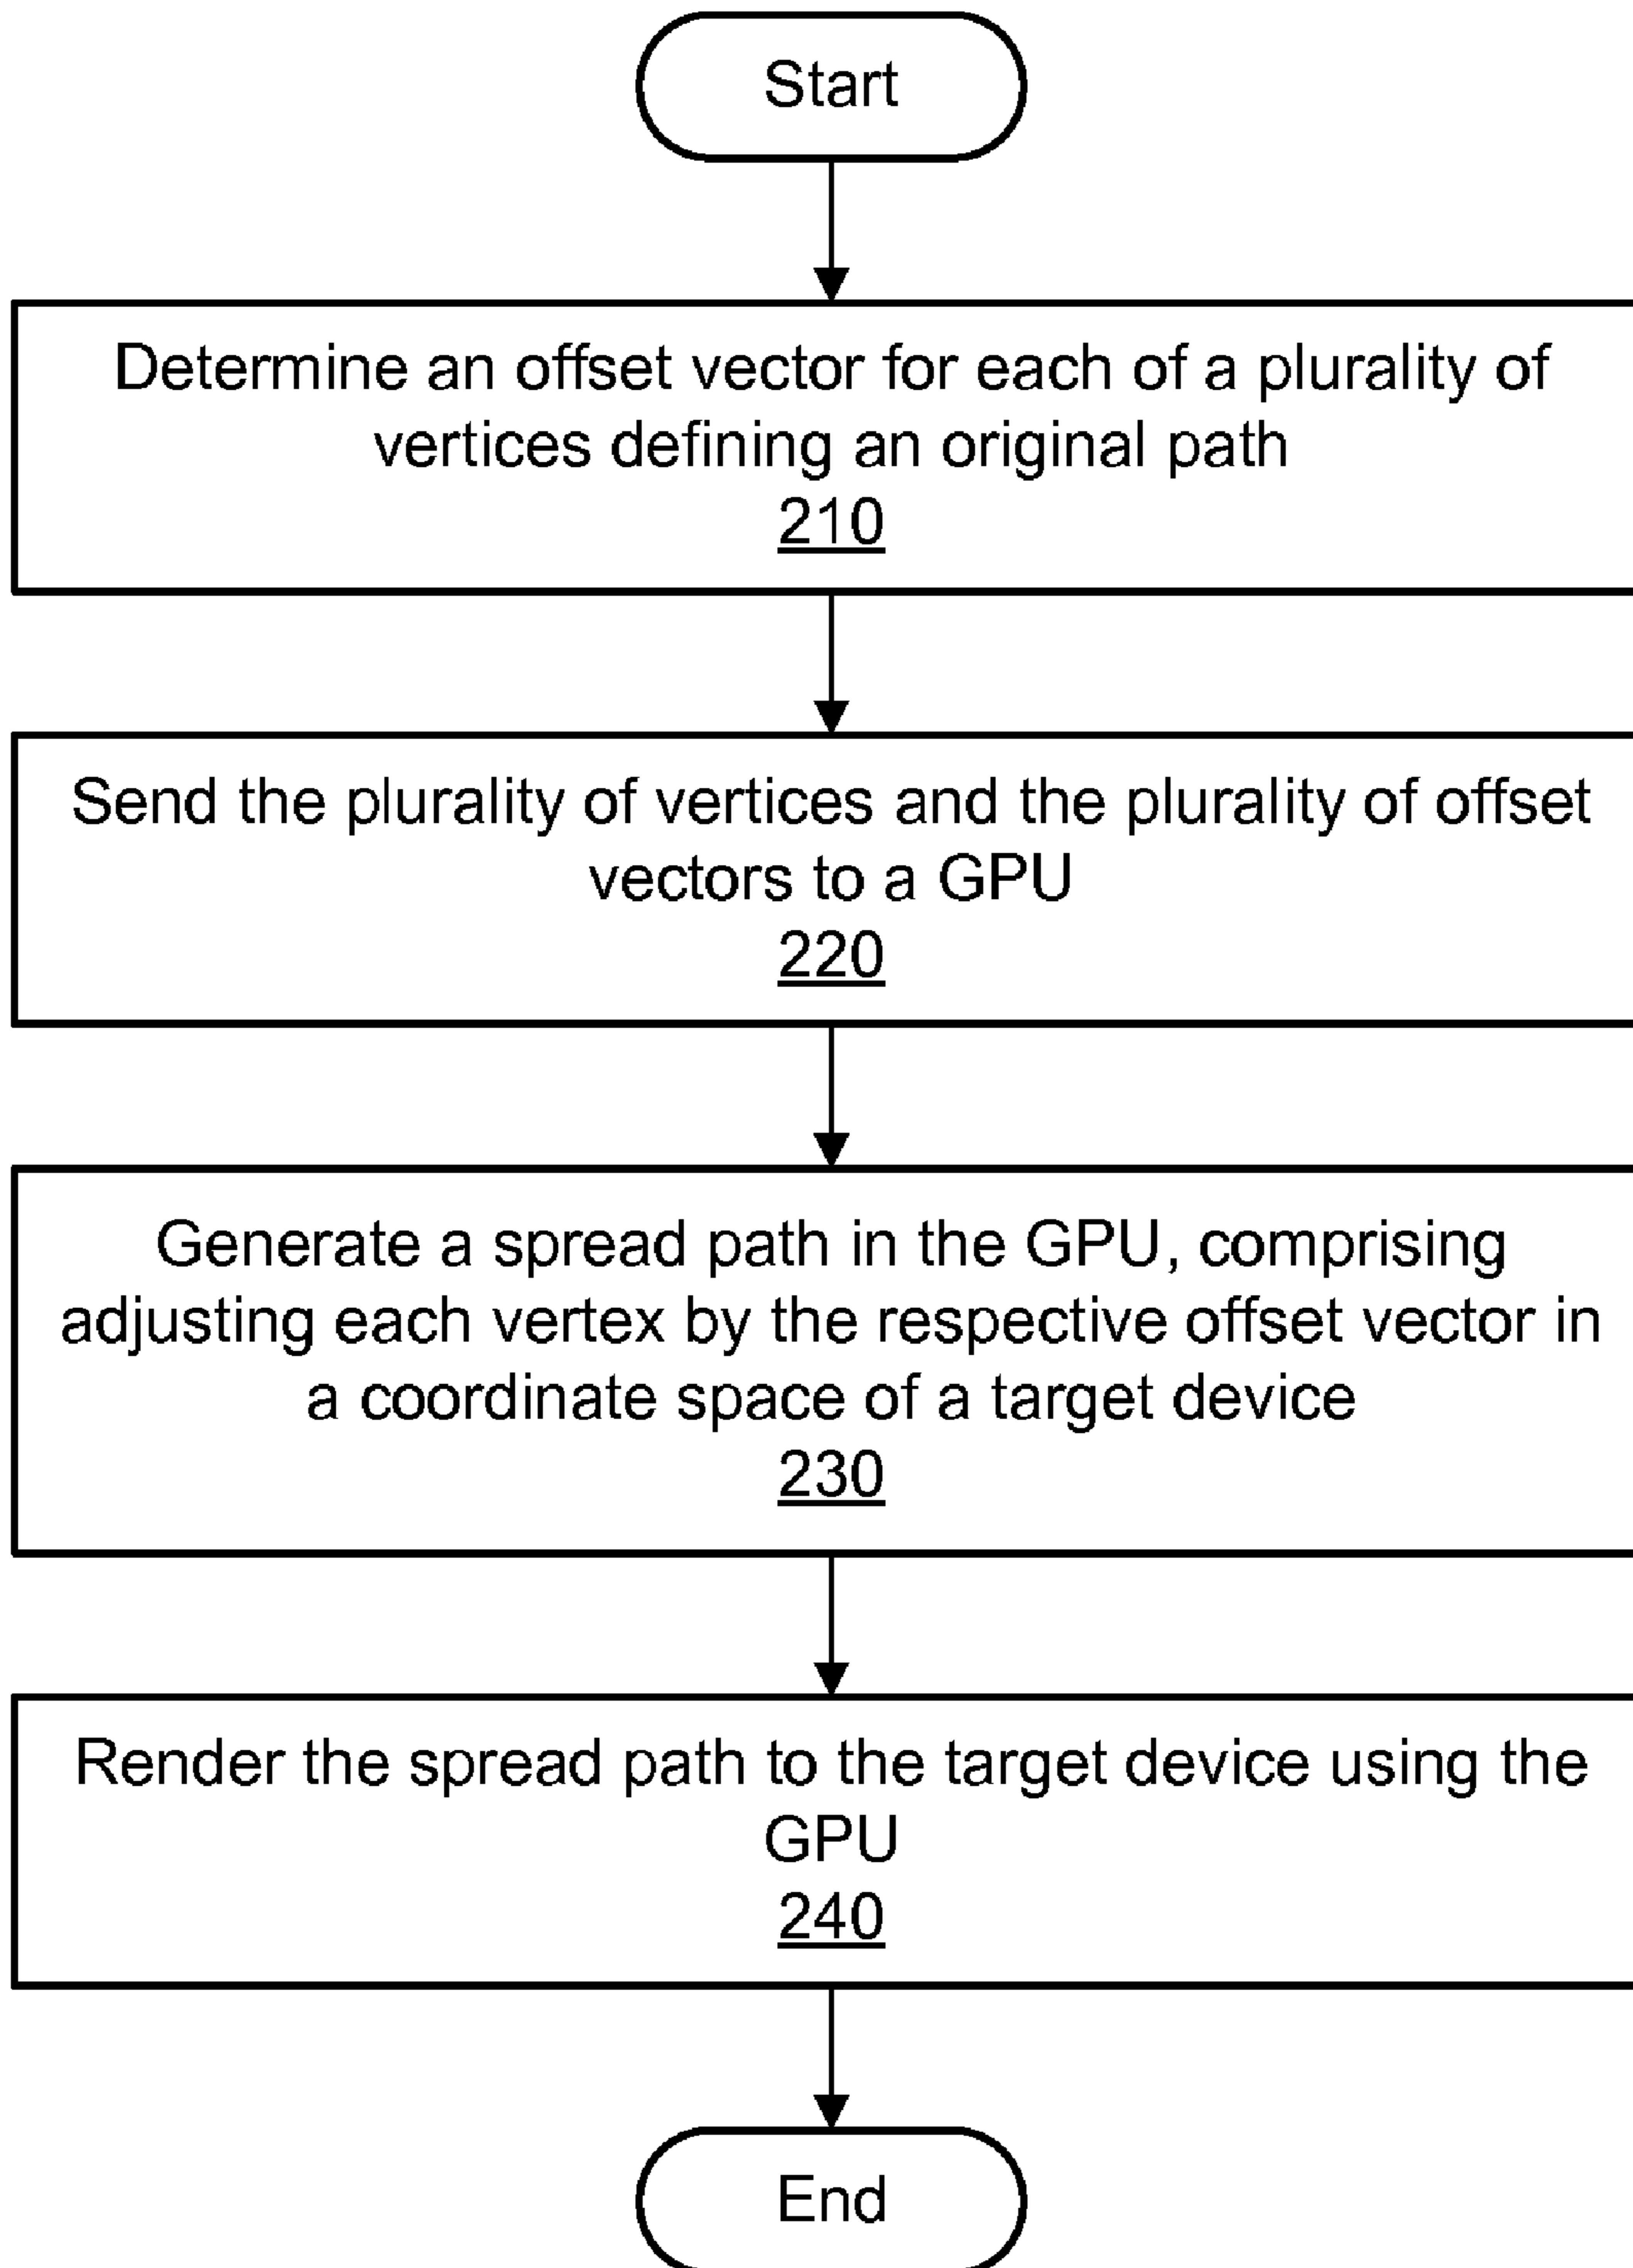 Start
Determine an offset vector for each of a plurality of
vertices defining an original path
210
Send the plurality of vertices and the plurality of offset
vectors to a GPU
220
Generate a spread path in the GPU, comprising
adjusting each vertex by the respective offset vector in
a coordinate space of a target device
230
Render the spread path to the target device using the
GPU
240
End